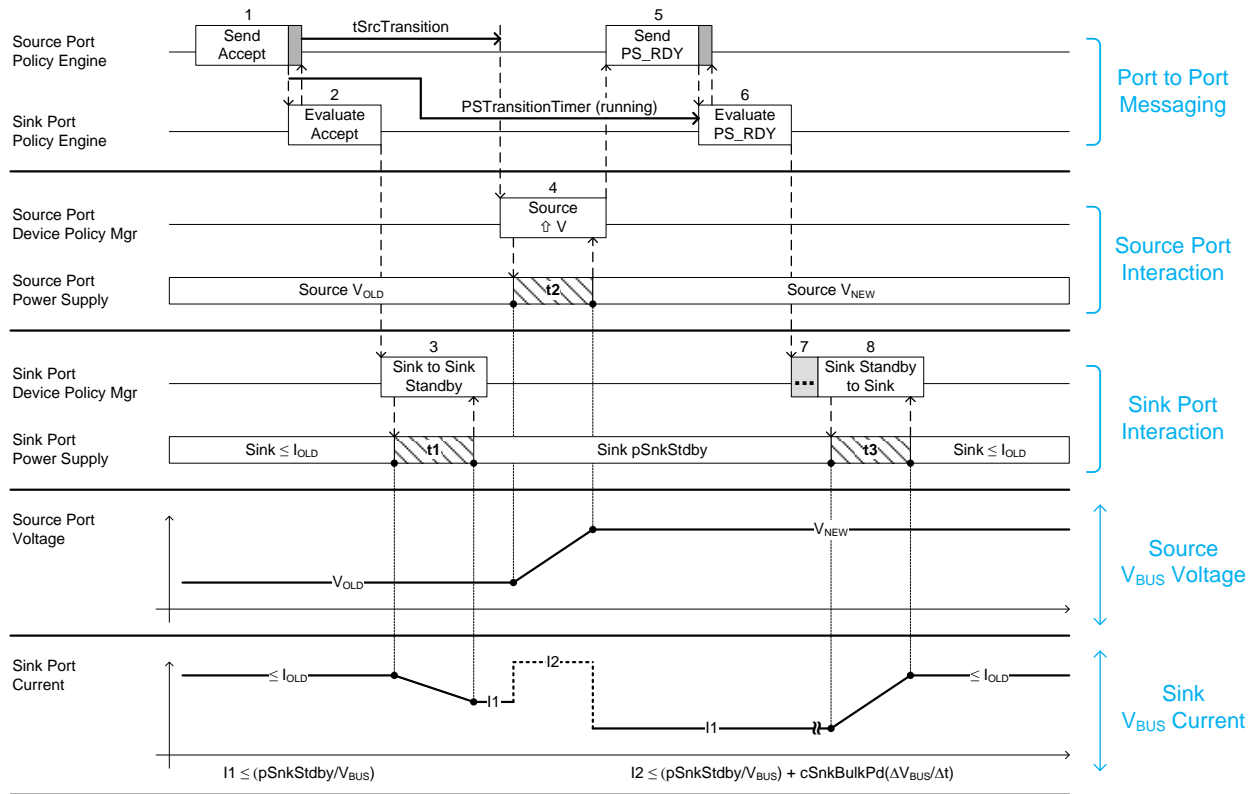 1
5
Source Port
Policy Engine
Send
Accept
tSrcTransition
Send
PS_RDY
Port to Port
Messaging
2
PSTransitionTimer (running)
6
Sink Port
Policy Engine
Evaluate
Accept
Evaluate
PS_RDY
4
Source Port
Device Policy Mgr
Source
⇧ V
Source Port
Interaction
Source Port
Power Supply
Source VOLD
t2
Source VNEW
3
7
8
Sink Port
Device Policy Mgr
Sink to Sink
Standby
...
Sink Standby
to Sink
Sink Port
Interaction
Sink Port
Power Supply
Sink ≤ IOLD
t1
Sink pSnkStdby
t3
Sink ≤ IOLD
Source Port
Voltage
VOLD
VNEW
Source
VBUS Voltage
Sink Port
Current
≤ IOLD
I1
I2
I1
≤ IOLD
Sink
VBUS Current
I1 ≤ (pSnkStdby/VBUS)
I2 ≤ (pSnkStdby/VBUS) + cSnkBulkPd(ΔVBUS/Δt)